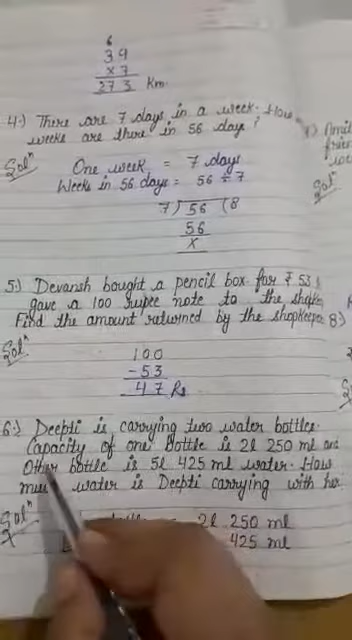 6
39
x 7
273 Km.
4.) There are 7 days in a week. How
weeks are there in 56 days?
Solⁿ
One week = 7 days
Weeks in 56 days = 56 ÷ 7
7) 56 (8
56
x
5.) Devansh bought a pencil box for ₹ 53
gave a 100 rupee note to the
Find the amount returned by the shopkeeper
8)
Solⁿ
100
-53
47 Rs
6.) Deepti is carrying two water bottles.
Capacity of one bottle is 2l 250 ml and
Other bottle is 5l 425 ml water. How
water is Deepti carrying with her.
Solⁿ
2l 250 ml
425 ml
Solⁿ